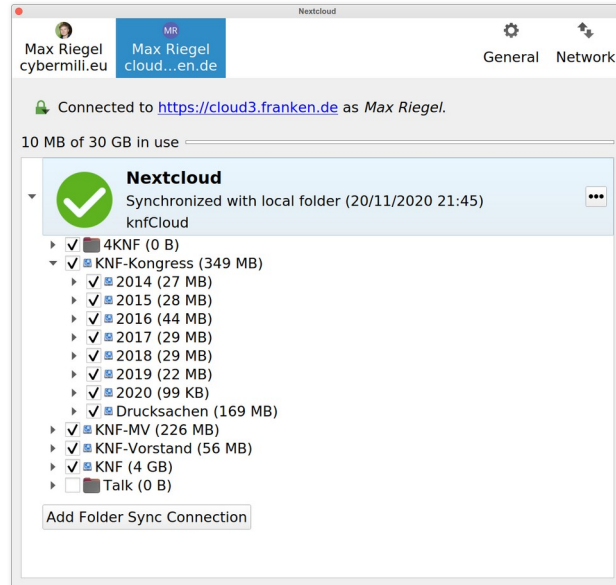 Nextcloud
Max Riegel
cybermili.eu
MR
Max Riegel
cloud...en.de
General
Network
Connected to https://cloud3.franken.de as Max Riegel.
10 MB of 30 GB in use
Nextcloud
Synchronized with local folder (20/11/2020 21:45)
knfCloud
4KNF (0 B)
KNF-Kongress (349 MB)
2014 (27 MB)
2015 (28 MB)
2016 (44 MB)
2017 (29 MB)
2018 (29 MB)
2019 (22 MB)
2020 (99 KB)
Drucksachen (169 MB)
KNF-MV (226 MB)
KNF-Vorstand (56 MB)
KNF (4 GB)
Talk (0 B)
Add Folder Sync Connection